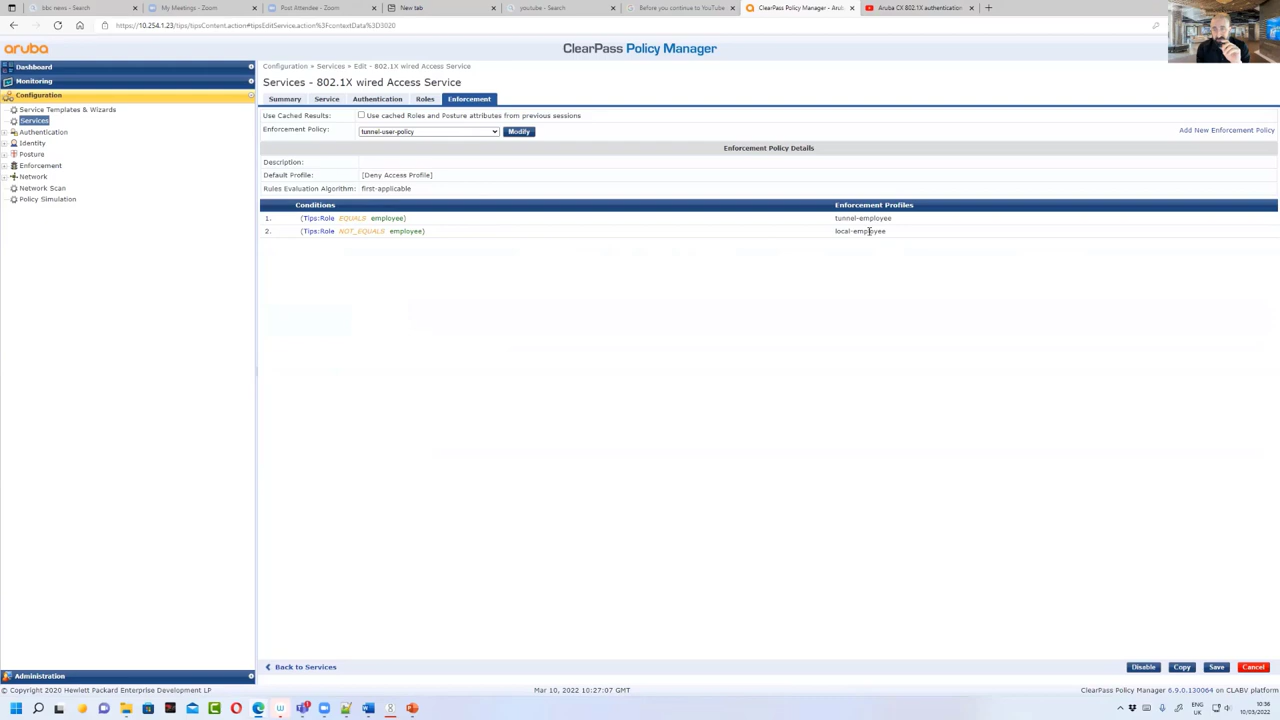 bbc news - Search
My Meetings - Zoom
Post Attendee - Zoom
New tab
youtube - Search
Before you continue to YouTube
ClearPass Policy Manager - Arub
Aruba CX 802.1X authentication
https://10.254.1.23/tips/tipsContent.action#tipsEditService.action%3FcontextData%3D3020
aruba
ClearPass Policy Manager
Dashboard
Monitoring
Configuration
Service Templates & Wizards
Services
Authentication
Identity
Posture
Enforcement
Network
Network Scan
Policy Simulation
Administration
Configuration » Services » Edit - 802.1X wired Access Service
Services - 802.1X wired Access Service
Summary Service Authentication Roles Enforcement
Use Cached Results: Use cached Roles and Posture attributes from previous sessions
Enforcement Policy: tunnel-user-policy Modify Add New Enforcement Policy
Enforcement Policy Details
Description:
Default Profile: [Deny Access Profile]
Rules Evaluation Algorithm: first-applicable
Conditions Enforcement Profiles
1. (Tips:Role EQUALS employee) tunnel-employee
2. (Tips:Role NOT_EQUALS employee) local-employee
Back to Services Disable Copy Save Cancel
© Copyright 2020 Hewlett Packard Enterprise Development LP Mar 10, 2022 10:27:07 GMT ClearPass Policy Manager 6.9.0.130064 on CLABV platform
ENG
UK
10:36
10/03/2022